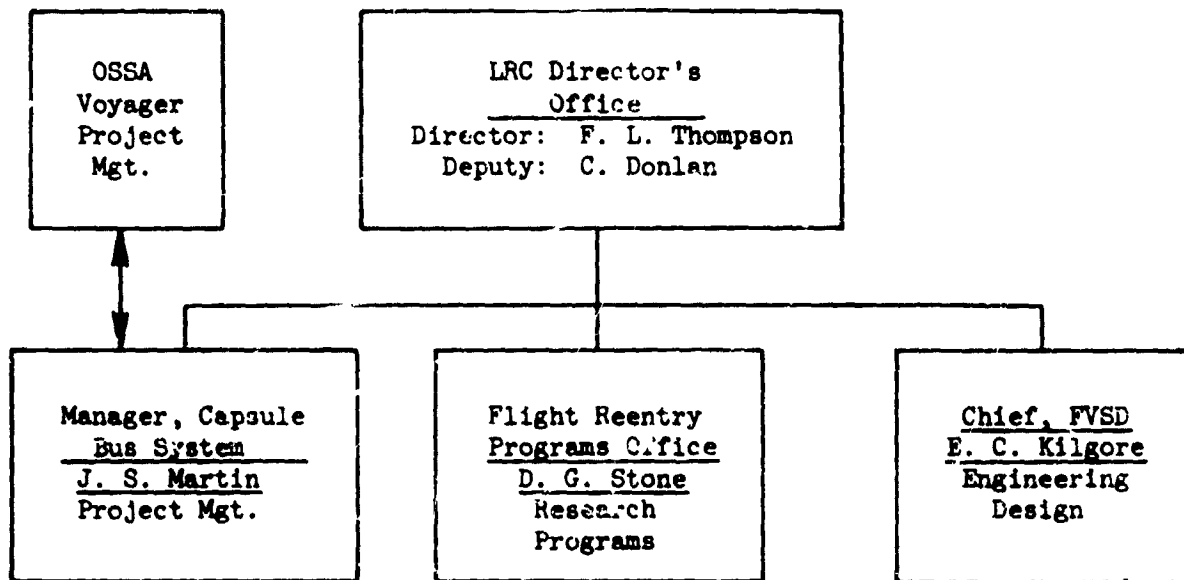 OSSA
Voyager
Project
Mgt.
LRC Director's
Office
Director: F. L. Thompson
Deputy: C. Donlan
Manager, Capsule
Bus System
J. S. Martin
Project Mgt.
Flight Reentry
Programs Office
D. G. Stone
Research
Programs
Chief, FVSD
E. C. Kilgore
Engineering
Design